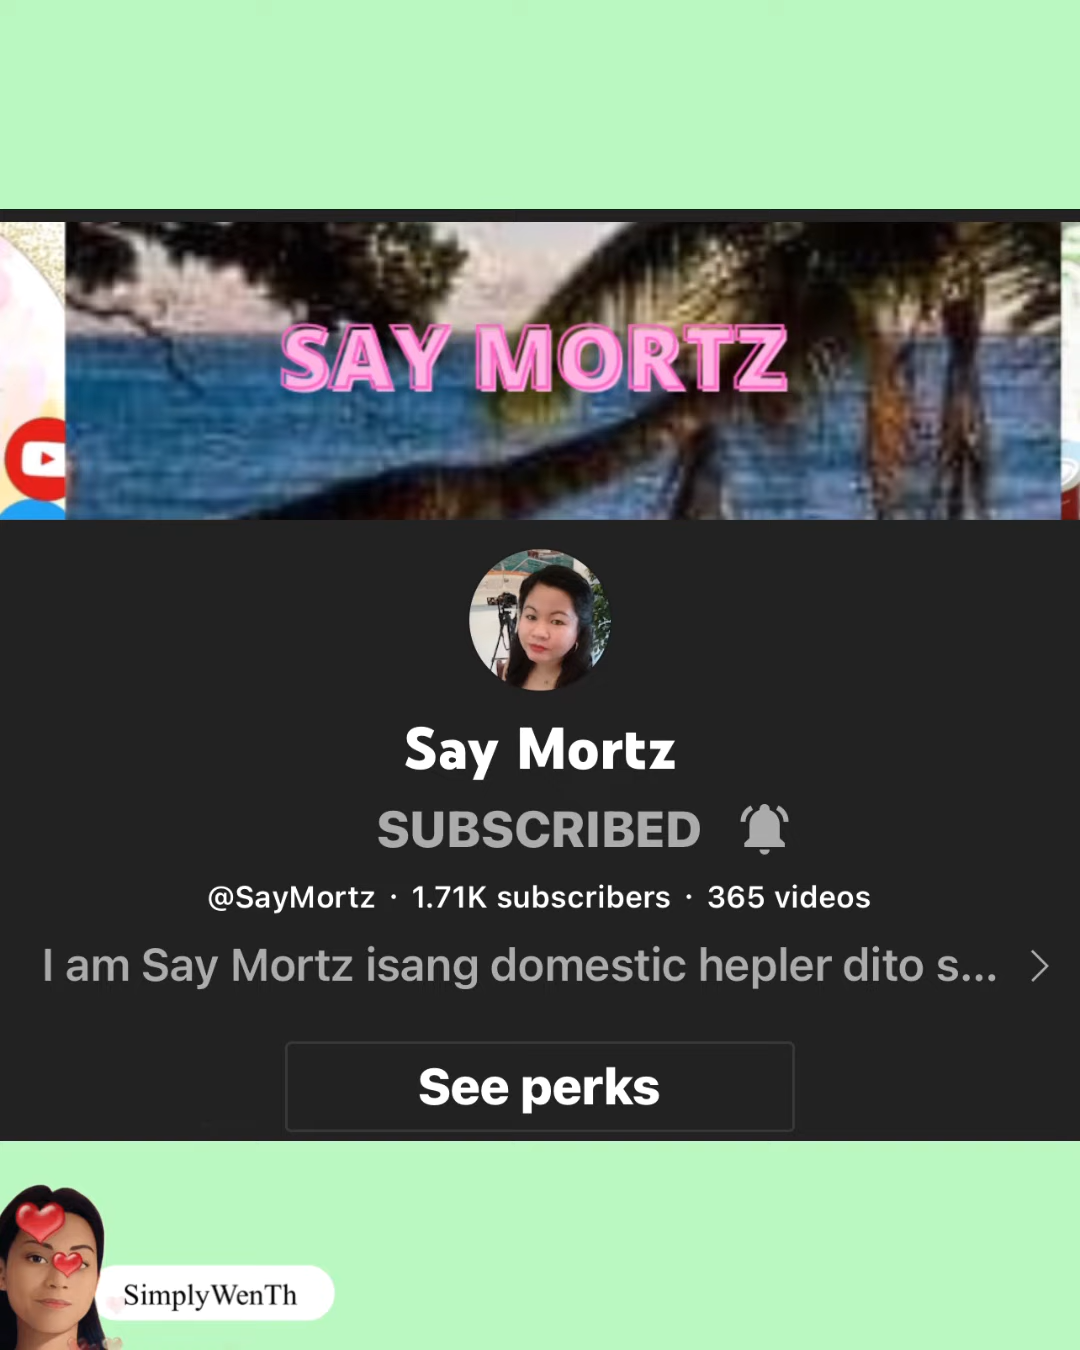 SAY MORTZ
Say Mortz
SUBSCRIBED
@SayMortz · 1.71K subscribers · 365 videos
I am Say Mortz isang domestic hepler dito s...
See perks
SimplyWenTh